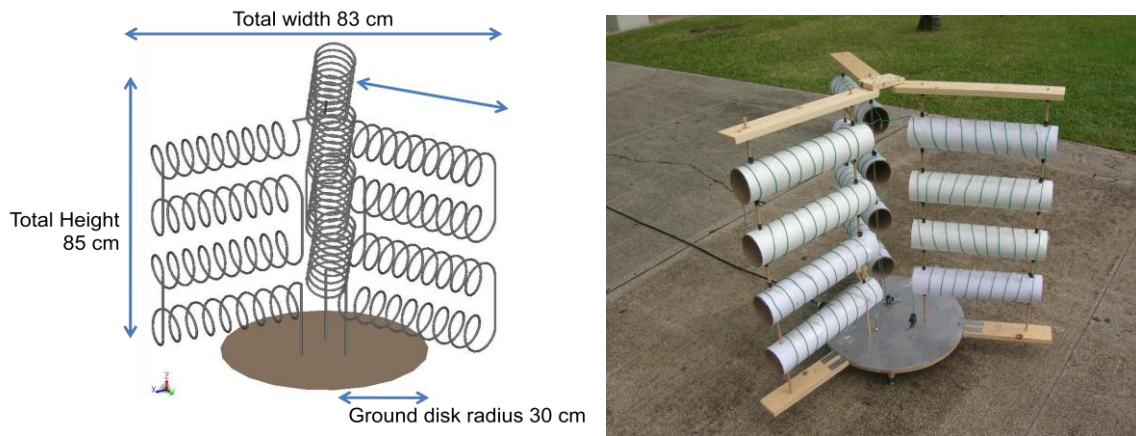 Total width 83 cm
Total Height
85 cm
Z
X
Ground disk radius 30 cm